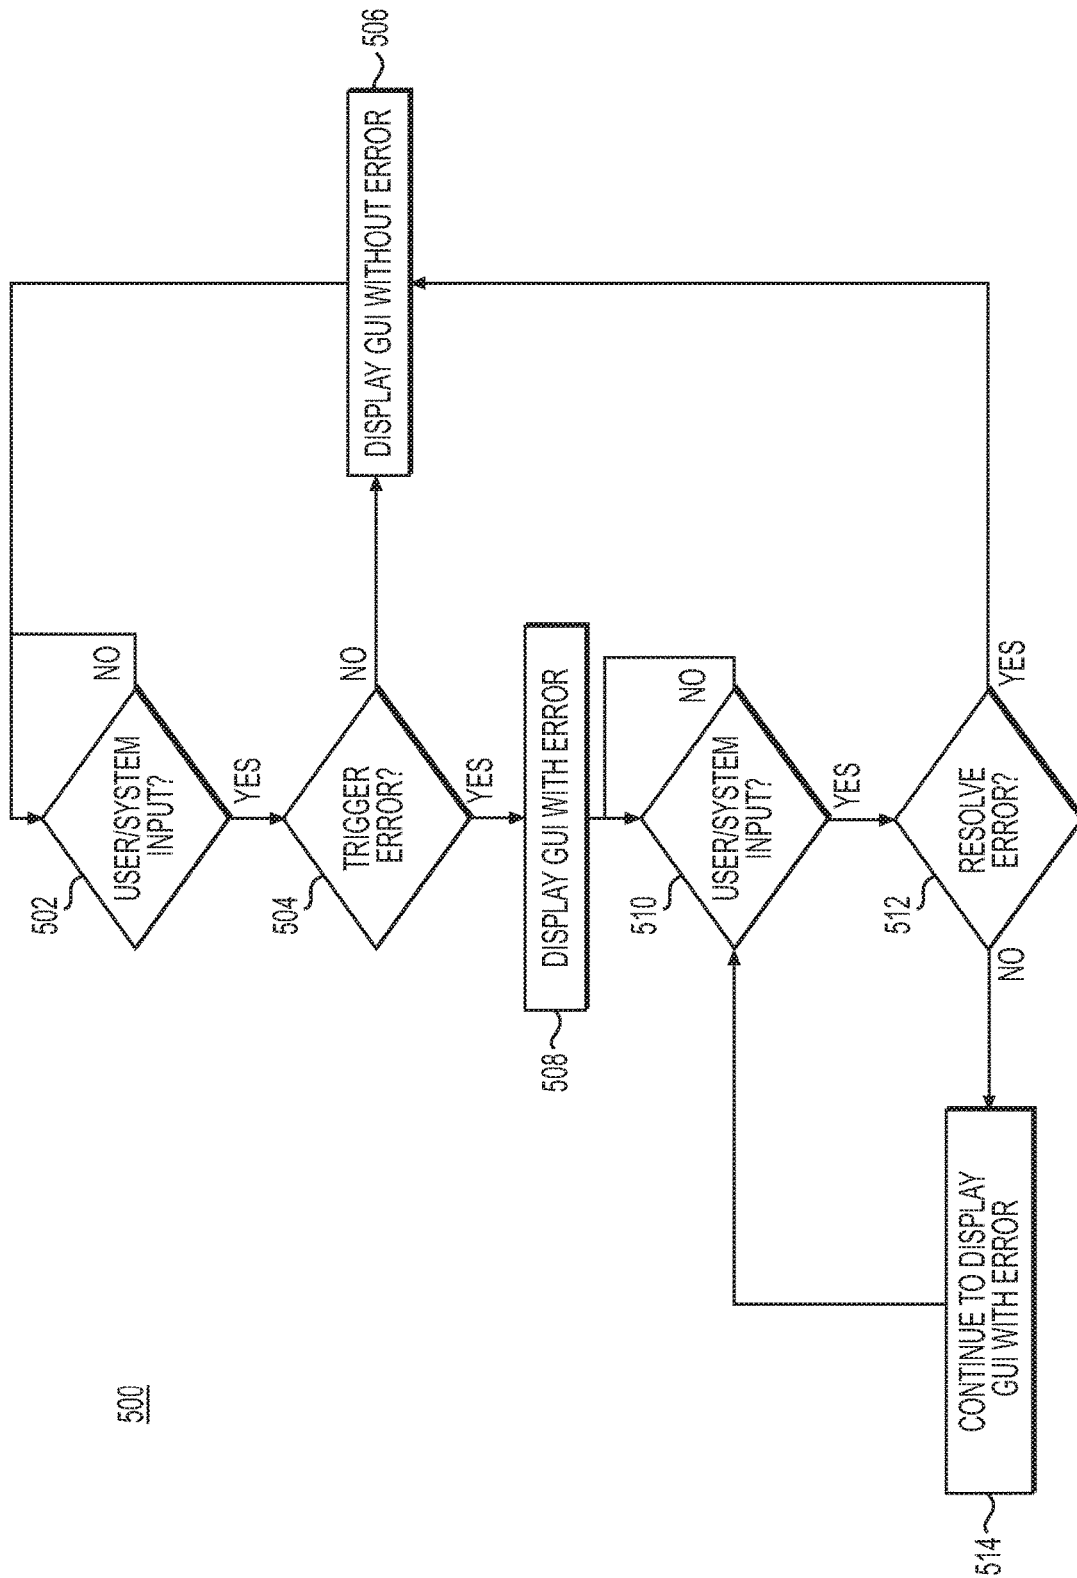 500
502
USER/SYSTEM
INPUT?
NO
YES
504
TRIGGER
ERROR?
NO
YES
506
DISPLAY GUI WITHOUT ERROR
508
DISPLAY GUI WITH ERROR
510
USER/SYSTEM
INPUT?
NO
YES
512
RESOLVE
ERROR?
NO
YES
514
CONTINUE TO DISPLAY
GUI WITH ERROR